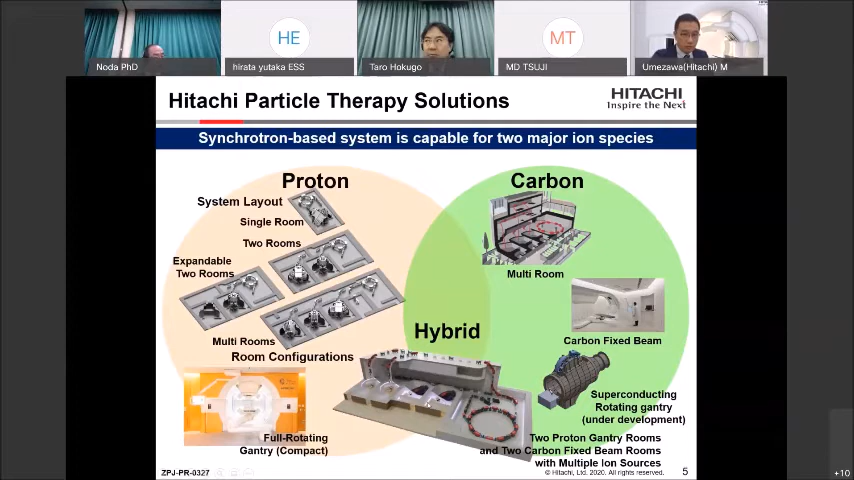 HE
MT
Noda PhD
hirata yutaka ESS
Taro Hokugo
MD TSUJI
Umezawa(Hitachi) M
Hitachi Particle Therapy Solutions
HITACHI
Inspire the Next
Synchrotron-based system is capable for two major ion species
Proton
System Layout
Single Room
Two Rooms
Expandable
Two Rooms
Multi Rooms
Room Configurations
Full-Rotating
Gantry (Compact)
Carbon
Multi Room
Carbon Fixed Beam
Superconducting
Rotating gantry
(under development)
Hybrid
Two Proton Gantry Rooms
and Two Carbon Fixed Beam Rooms
with Multiple Ion Sources
ZPJ-PR-0327
© Hitachi, Ltd. 2020. All rights reserved.
5
+10